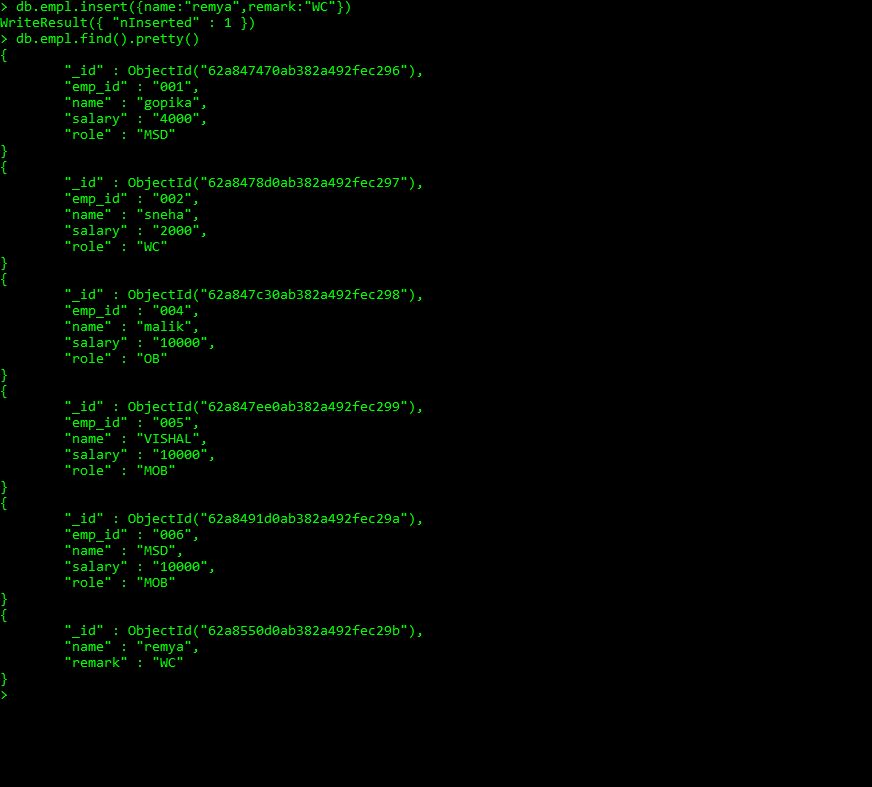 > db.empl.insert({name:"remya",remark:"WC"})
WriteResult({ "nInserted" : 1 })
> db.empl.find().pretty()
{
"_id" : ObjectId("62a847470ab382a492fec296"),
"emp_id" : "001",
"name" : "gopika",
"salary" : "4000",
"role" : "MSD"
}
{
"_id" : ObjectId("62a8478d0ab382a492fec297"),
"emp_id" : "002",
"name" : "sneha",
"salary" : "2000",
"role" : "WC"
}
{
"_id" : ObjectId("62a847c30ab382a492fec298"),
"emp_id" : "004",
"name" : "malik",
"salary" : "10000",
"role" : "OB"
}
{
"_id" : ObjectId("62a847ee0ab382a492fec299"),
"emp_id" : "005",
"name" : "VISHAL",
"salary" : "10000",
"role" : "MOB"
}
{
"_id" : ObjectId("62a8491d0ab382a492fec29a"),
"emp_id" : "006",
"name" : "MSD",
"salary" : "10000",
"role" : "MOB"
}
{
"_id" : ObjectId("62a8550d0ab382a492fec29b"),
"name" : "remya",
"remark" : "WC"
}
>